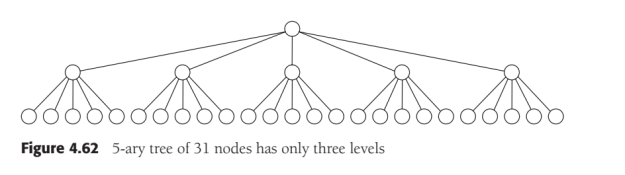 Figure 4.62 5-ary tree of 31 nodes has only three levels